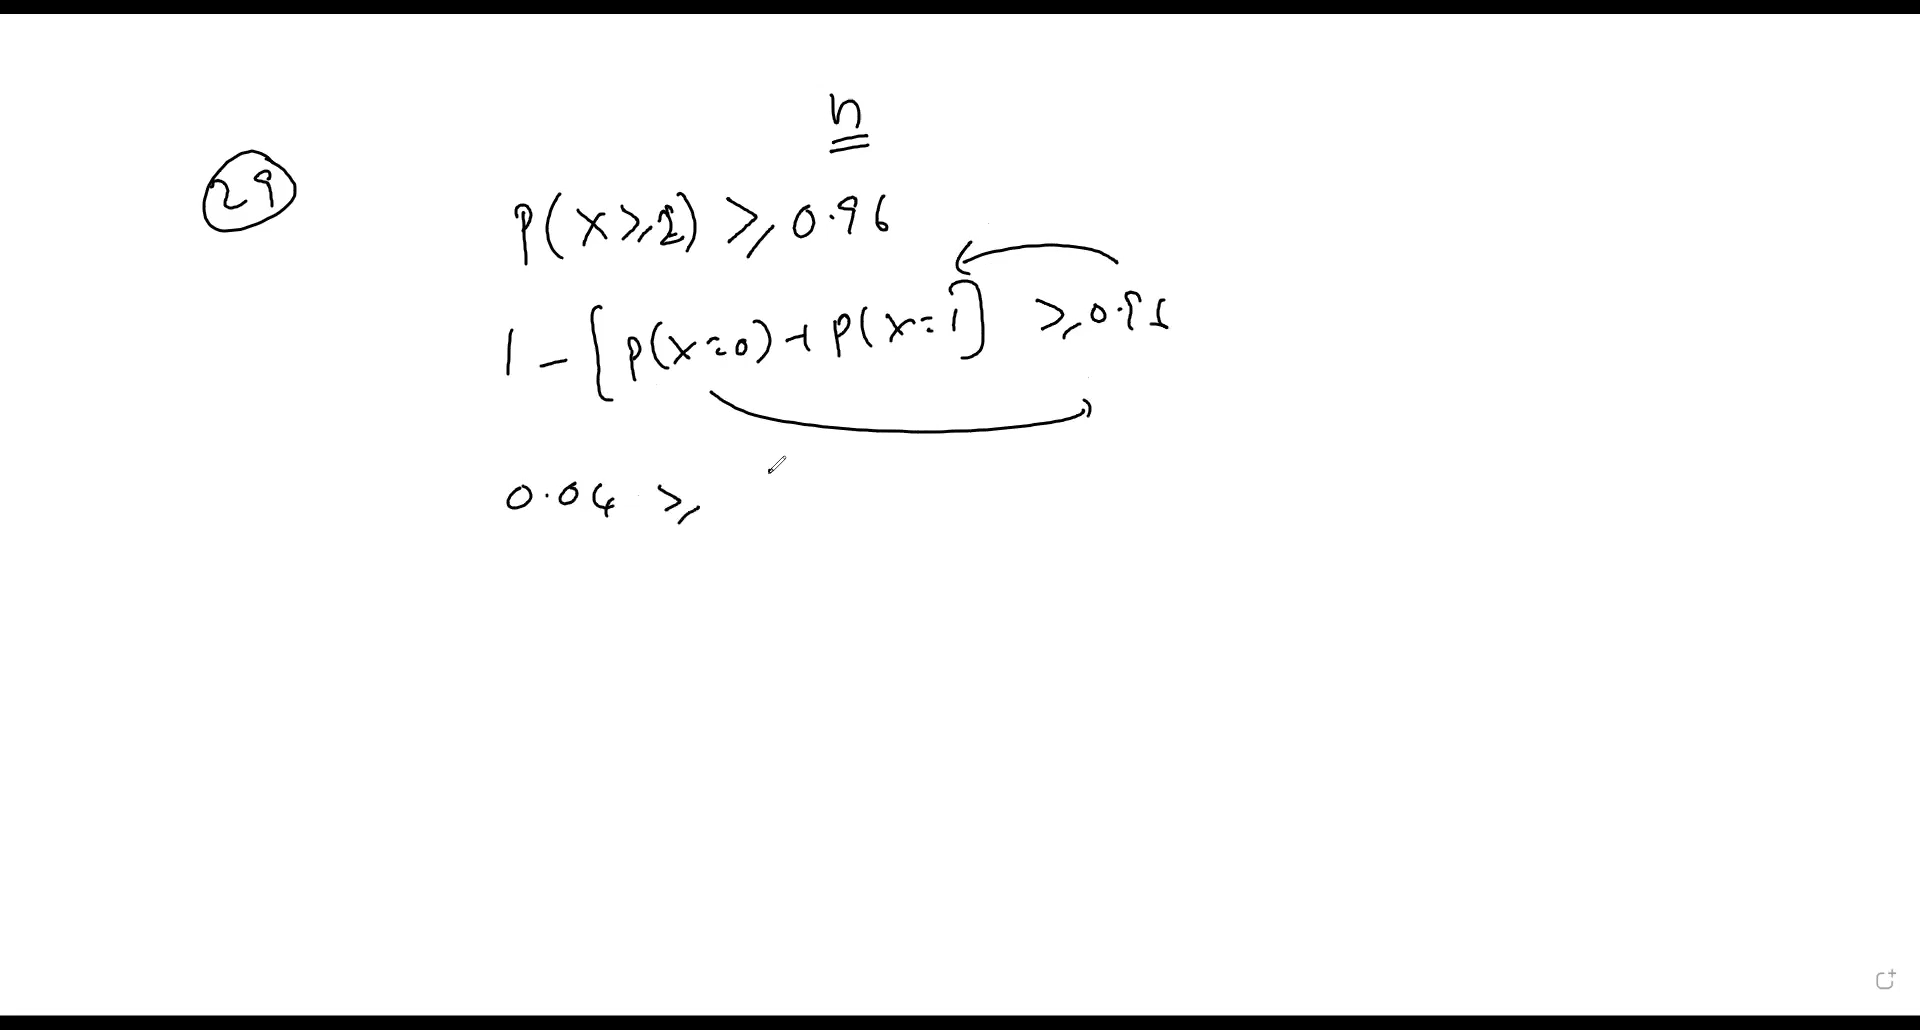 n
29
P(X ≥ 2) ≥ 0.96
1 - [P(X=0) + P(X=1)] ≥ 0.96
0.04 ≥